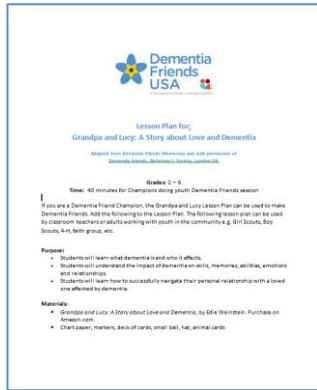 Dementia
Friends
USA
Lesson Plan for;
Grandpa and Lucy: A Story about Love and Dementia
Adapted from Dementia Friends Minnesota and with permission of
Dementia Friends, Alzheimer's Society, London UK.
Grades: 2 – 6
Time: 40 minutes for Champions doing youth Dementia Friends session
If you are a Dementia Friend Champion, the Grandpa and Lucy Lesson Plan can be used to make
Dementia Friends. Add the following to the Lesson Plan. The following lesson plan can be used
by classroom teachers or adults working with youth in the community e.g. Girl Scouts, Boy
Scouts, 4-H, faith group, etc.
Purpose:
• Students will learn what dementia is and who it affects.
• Students will understand the impact of dementia on skills, memories, abilities, emotions
and relationships.
• Students will learn how to successfully navigate their personal relationship with a loved
one affected by dementia.
Materials:
• Grandpa and Lucy: A Story about Love and Dementia, by Edie Weinstein. Purchase on
Amazon.com.
• Chart paper, markers, deck of cards, small ball, hat, animal cards